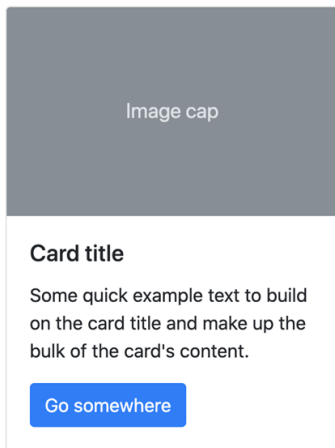 Image cap
Card title
Some quick example text to build
on the card title and make up the
bulk of the card's content.
Go somewhere